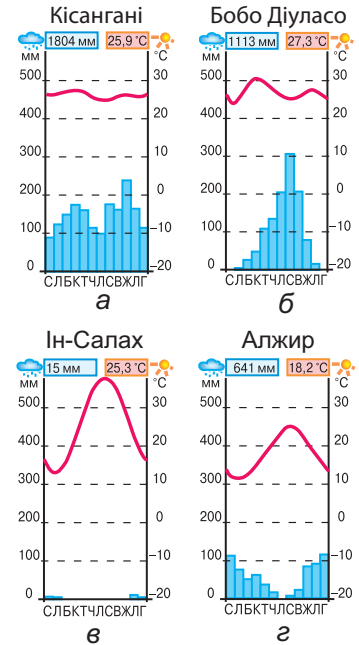 Кісангані
1804 мм 25,9 °C
мм °C
500 30
400 20
300 10
200 0
100 –10
0 –20
СЛБКТЧЛСВЖЛГ
а
Бобо Діуласо
1113 мм 27,3 °C
мм °C
500 30
400 20
300 10
200 0
100 –10
0 –20
СЛБКТЧЛСВЖЛГ
б
Ін-Салах
15 мм 25,3 °C
мм °C
500 30
400 20
300 10
200 0
100 –10
0 –20
СЛБКТЧЛСВЖЛГ
в
Алжир
641 мм 18,2 °C
мм °C
500 30
400 20
300 10
200 0
100 –10
0 –20
СЛБКТЧЛСВЖЛГ
г